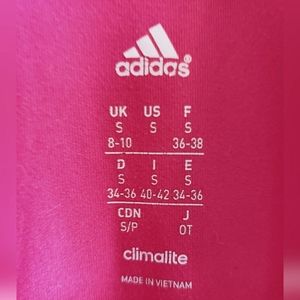 adidas®
UK US F
S S S
8-10 36-38
D I E
S S S
34-36 40-42 34-36
CDN J
S/P OT
climalite
MADE IN VIETNAM